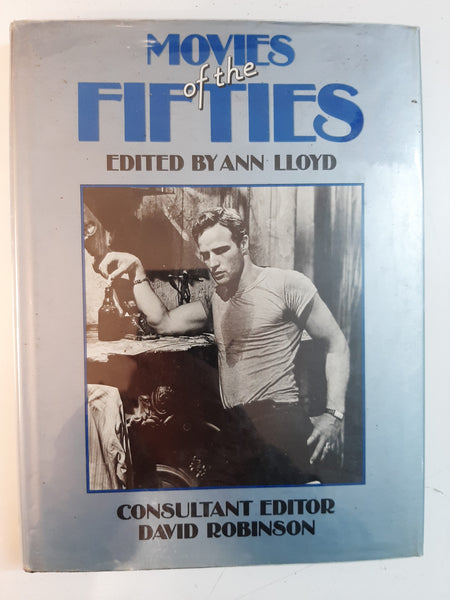 MOVIES
of the
FIFTIES
EDITED BY ANN LLOYD
CONSULTANT EDITOR
DAVID ROBINSON